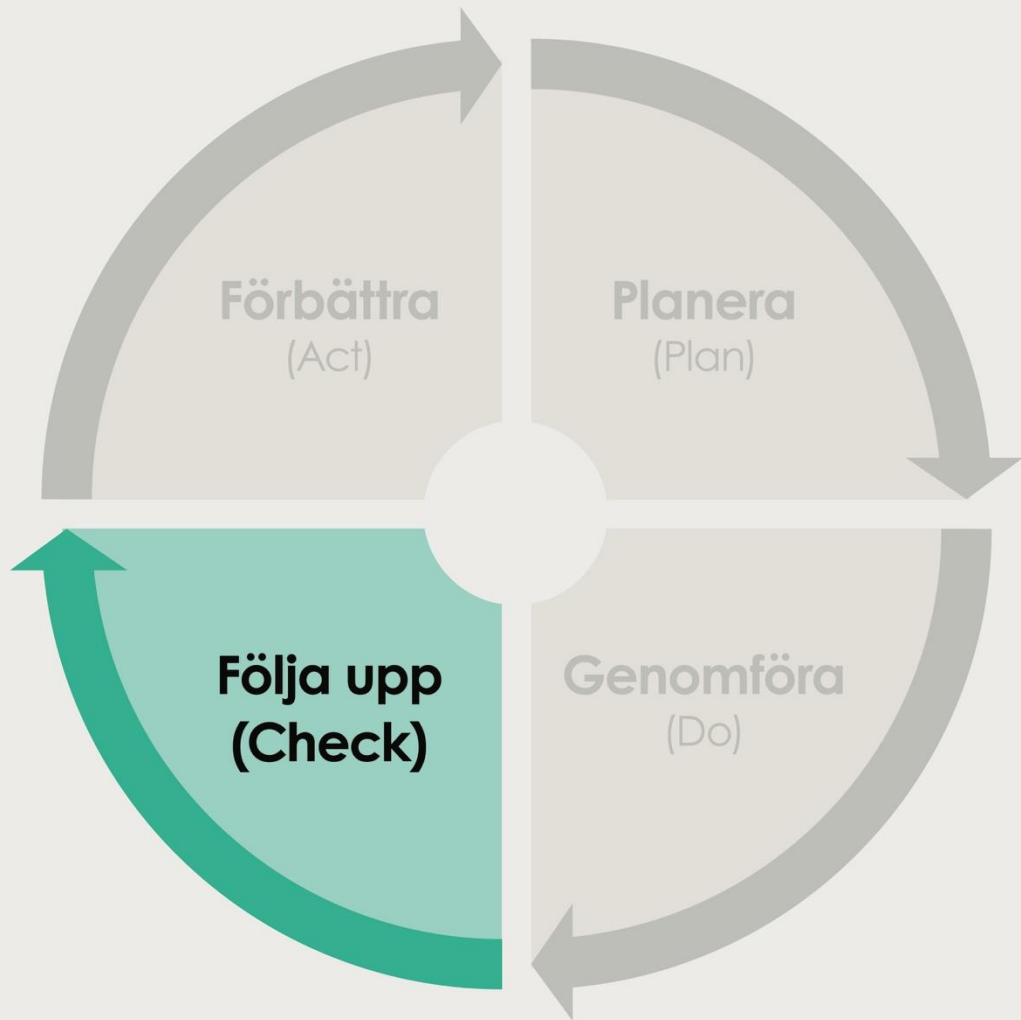 Förbättra
(Act)
Planera
(Plan)
Följa upp
(Check)
Genomföra
(Do)